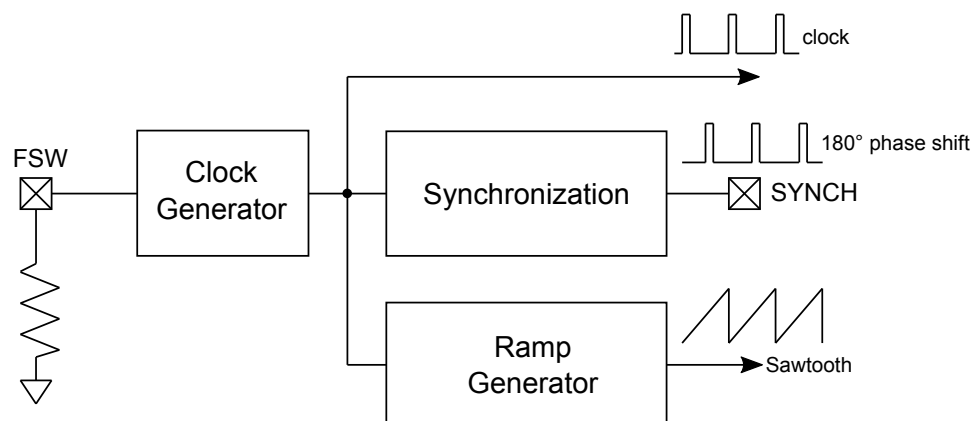 clock
180° phase shift
FSW
Clock
Generator
Synchronization
SYNCH
Ramp
Generator
Sawtooth